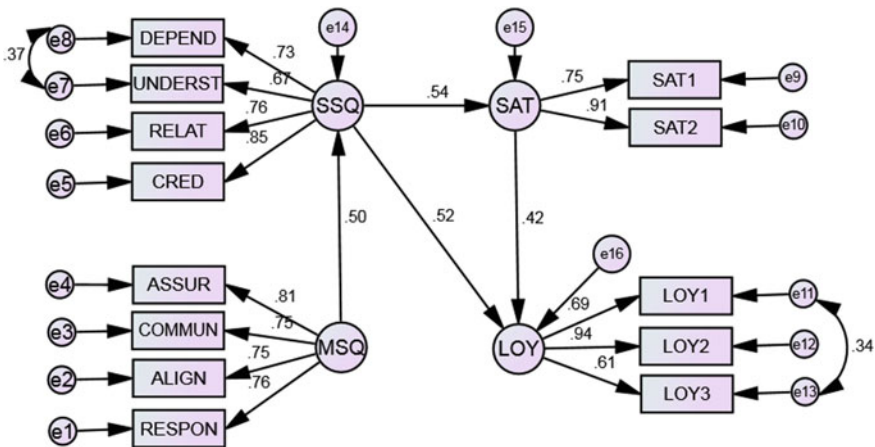 e8 DEPEND
.37
e7 UNDERST
e6 RELAT
e5 CRED
.73
.67
.76
.85
e14
SSQ
.54
e15
SAT
.75
.91
SAT1 e9
SAT2 e10
.50
.52
.42
e4 ASSUR
e3 COMMUN
e2 ALIGN
e1 RESPON
.81
.75
.75
.76
MSQ
e16
LOY
.69
.94
.61
LOY1 e11
LOY2 e12
LOY3 e13
.34